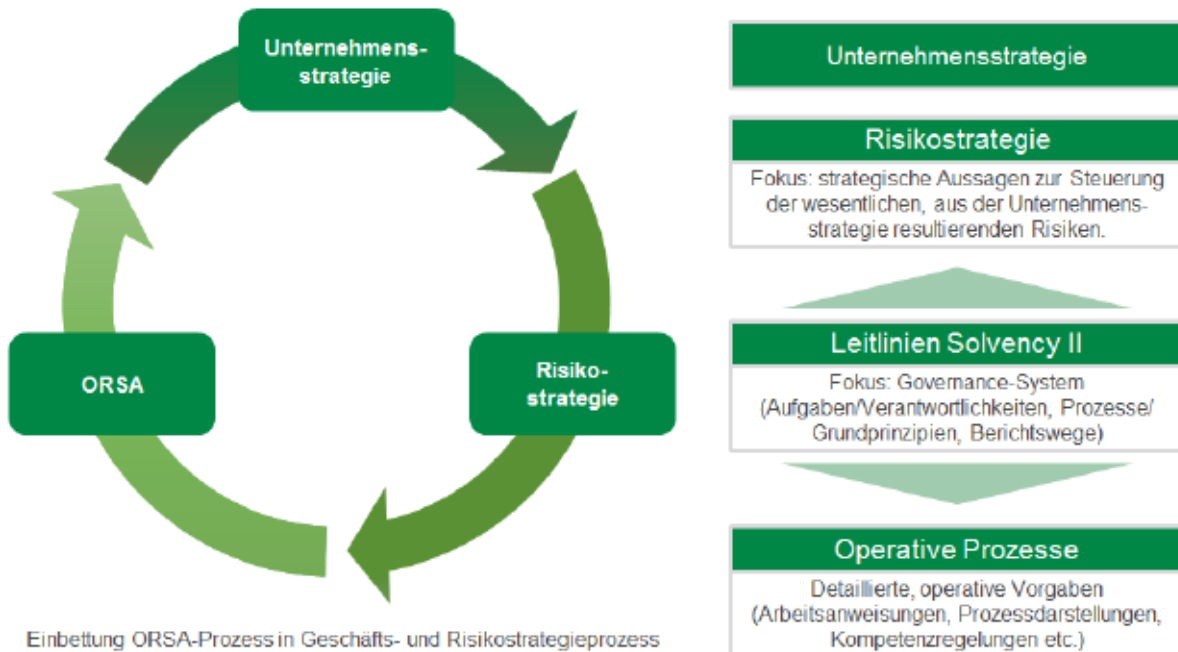 Unternehmens-
strategie
ORSA
Risiko-
strategie
Einbettung ORSA-Prozess in Geschäfts- und Risikostrategieprozess
Unternehmensstrategie
Risikostrategie
Fokus: strategische Aussagen zur Steuerung
der wesentlichen, aus der Unternehmens-
strategie resultierenden Risiken.
Leitlinien Solvency II
Fokus: Governance-System
(Aufgaben/Verantwortlichkeiten, Prozesse/
Grundprinzipien, Berichtswege)
Operative Prozesse
Detaillierte, operative Vorgaben
(Arbeitsanweisungen, Prozessdarstellungen,
Kompetenzregelungen etc.)